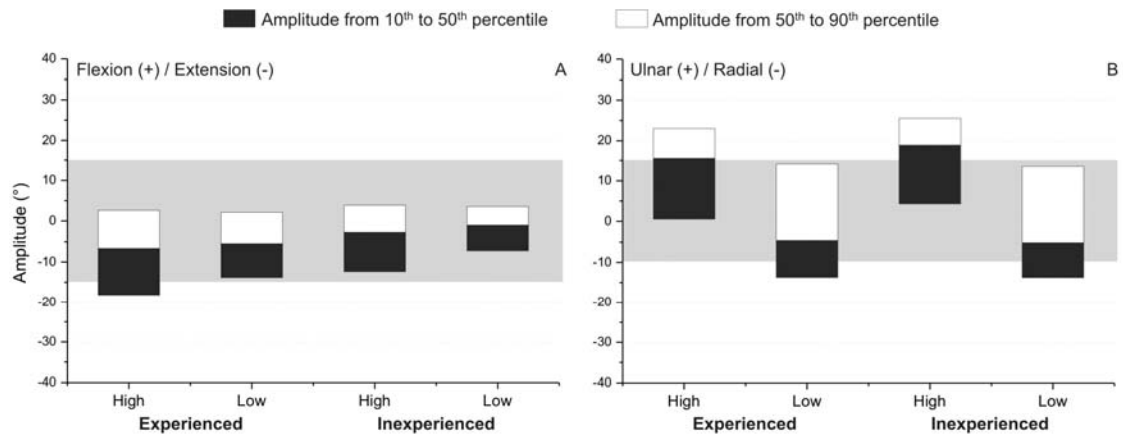 Amplitude from 10th to 50th percentile
Amplitude from 50th to 90th percentile
Flexion (+) / Extension (-)
A
Amplitude (°)
40
30
20
10
0
-10
-20
-30
-40
High
Low
High
Low
Experienced
Inexperienced
Ulnar (+) / Radial (-)
B
40
30
20
10
0
-10
-20
-30
-40
High
Low
High
Low
Experienced
Inexperienced